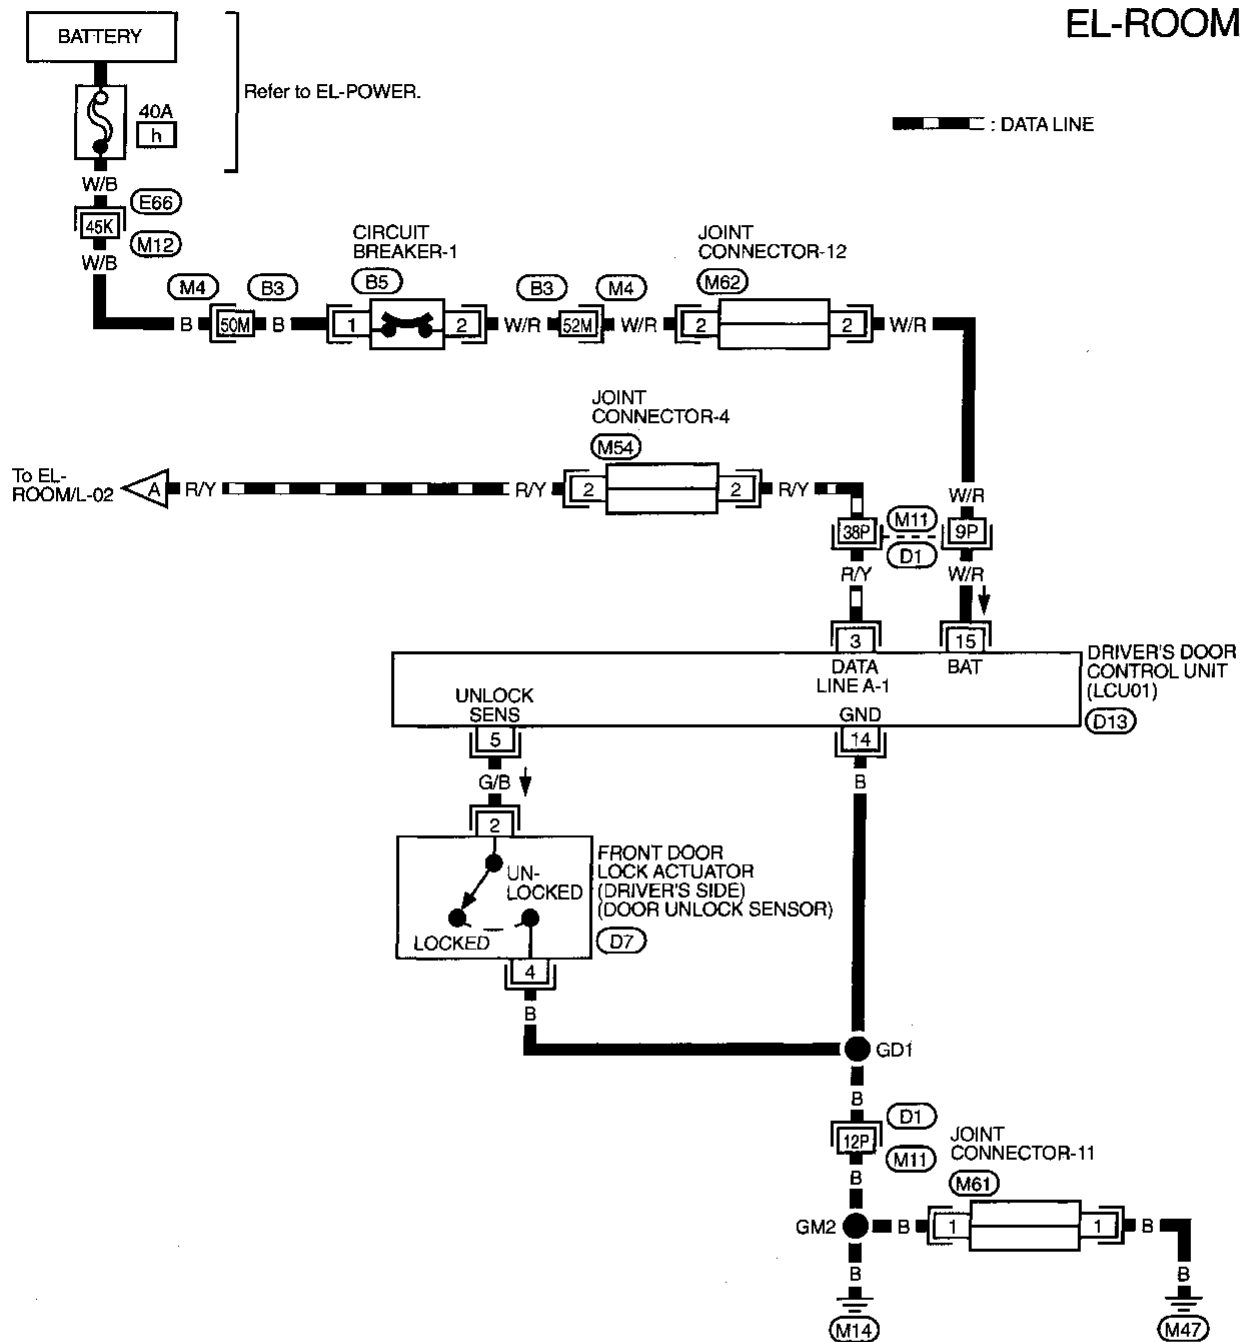 EL-ROOM
BATTERY
Refer to EL-POWER.
40A
h
: DATA LINE
W/B
E66
45K
M12
W/B
CIRCUIT
BREAKER-1
JOINT
CONNECTOR-12
M4
B3
B5
B3
M4
M62
B
50M
B
1
2
W/R
52M
W/R
2
2
W/R
JOINT
CONNECTOR-4
M54
To EL-
ROOM/L-02
A
R/Y
R/Y
2
2
R/Y
W/R
38P
M11
D1
9P
R/Y
W/R
3
15
DATA
LINE A-1
BAT
DRIVER'S DOOR
CONTROL UNIT
(LCU01)
D13
UNLOCK
SENS
GND
5
14
G/B
B
2
UN-
LOCKED
LOCKED
FRONT DOOR
LOCK ACTUATOR
(DRIVER'S SIDE)
(DOOR UNLOCK SENSOR)
D7
4
B
GD1
B
D1
12P
M11
JOINT
CONNECTOR-11
M61
B
GM2
B
1
1
B
B
B
M14
M47